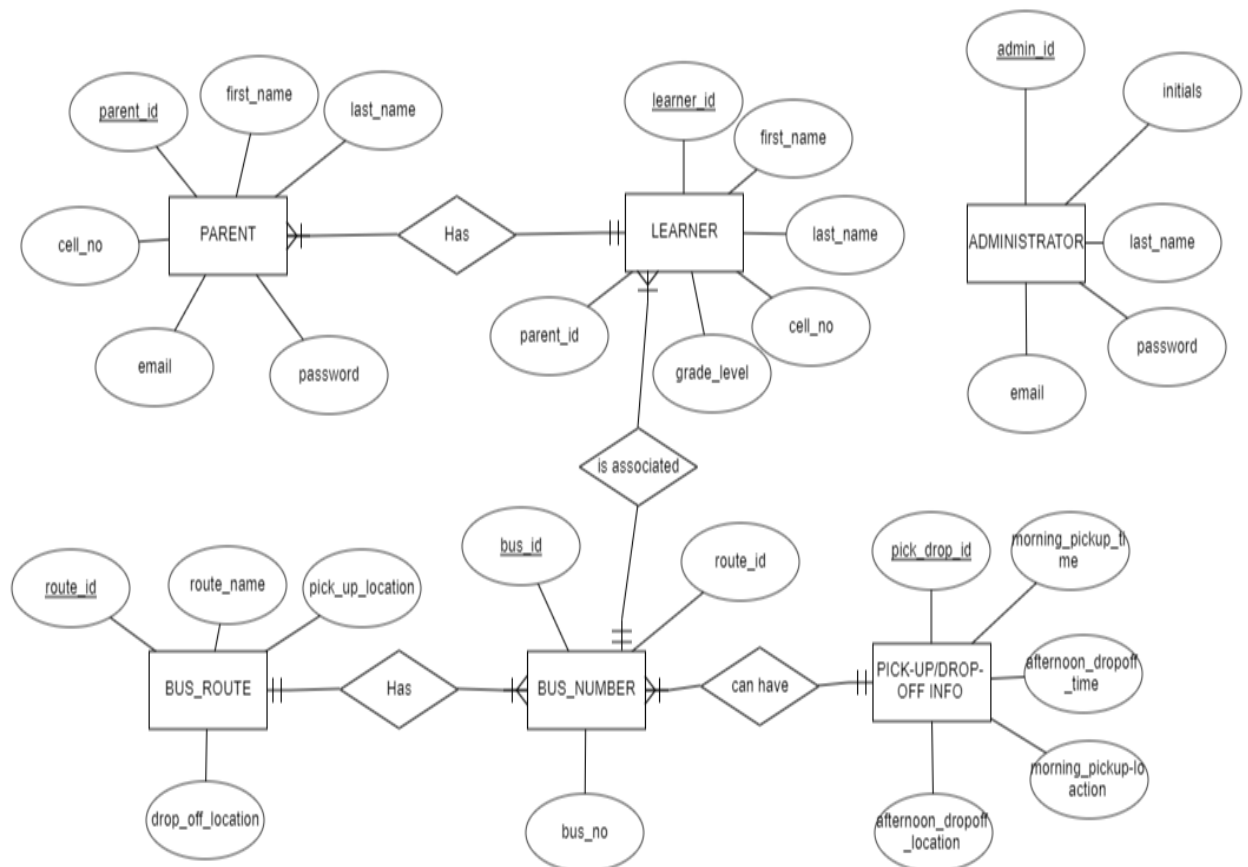 admin_id
first_name
learner_id
initials
parent_id
last_name
first_name
PARENT
Has
LEARNER
last_name
ADMINISTRATOR
last_name
cell_no
parent_id
cell_no
email
password
grade_level
password
email
is associated
bus_id
route_id
pick_drop_id
morning_pickup_ti
me
route_id
route_name
pick_up_location
BUS_ROUTE
Has
BUS_NUMBER
can have
PICK-UP/DROP-
OFF INFO
afternoon_dropoff
_time
morning_pickup-lo
action
drop_off_location
bus_no
afternoon_dropoff
_location